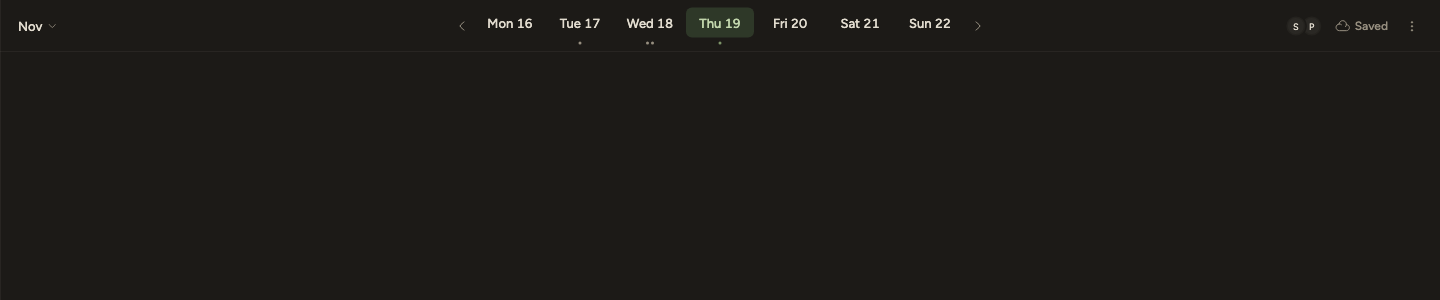 Nov
Mon 16
Tue 17
Wed 18
Thu 19
Fri 20
Sat 21
Sun 22
S
P
Saved